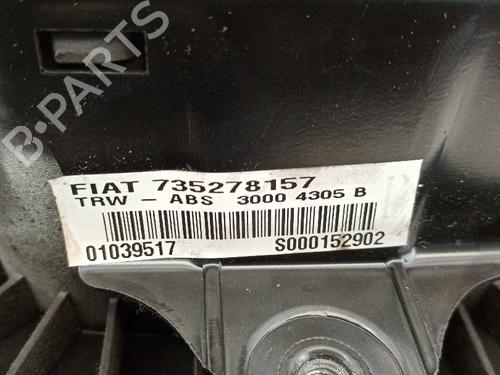 B-PARTS
FIAT 735278157
TRW - ABS 3000 4305 B
01039517 S000152902